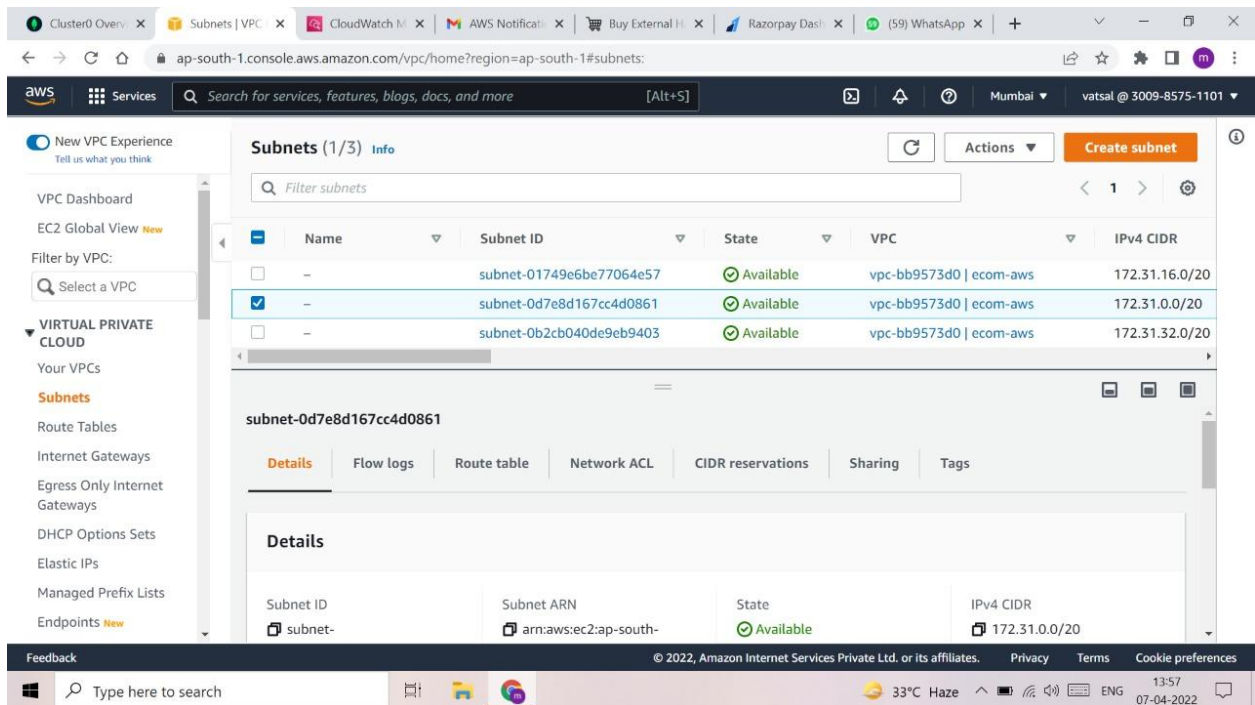 Cluster0 Overvi
Subnets | VPC
CloudWatch M
AWS Notificati
Buy External H
Razorpay Dash
(59) WhatsApp
ap-south-1.console.aws.amazon.com/vpc/home?region=ap-south-1#subnets:
m
aws Services Search for services, features, blogs, docs, and more [Alt+S] Mumbai vatsal @ 3009-8575-1101
New VPC Experience
Tell us what you think
VPC Dashboard
EC2 Global View New
Filter by VPC:
Select a VPC
VIRTUAL PRIVATE
CLOUD
Your VPCs
Subnets
Route Tables
Internet Gateways
Egress Only Internet
Gateways
DHCP Options Sets
Elastic IPs
Managed Prefix Lists
Endpoints New
Subnets (1/3) Info
Actions
Create subnet
Filter subnets
1
Name Subnet ID State VPC IPv4 CIDR
– subnet-01749e6be77064e57 Available vpc-bb9573d0 | ecom-aws 172.31.16.0/20
– subnet-0d7e8d167cc4d0861 Available vpc-bb9573d0 | ecom-aws 172.31.0.0/20
– subnet-0b2cb040de9eb9403 Available vpc-bb9573d0 | ecom-aws 172.31.32.0/20
subnet-0d7e8d167cc4d0861
Details Flow logs Route table Network ACL CIDR reservations Sharing Tags
Details
Subnet ID Subnet ARN State IPv4 CIDR
subnet- arn:aws:ec2:ap-south- Available 172.31.0.0/20
Feedback © 2022, Amazon Internet Services Private Ltd. or its affiliates. Privacy Terms Cookie preferences
Type here to search 33°C Haze ENG 13:57
07-04-2022